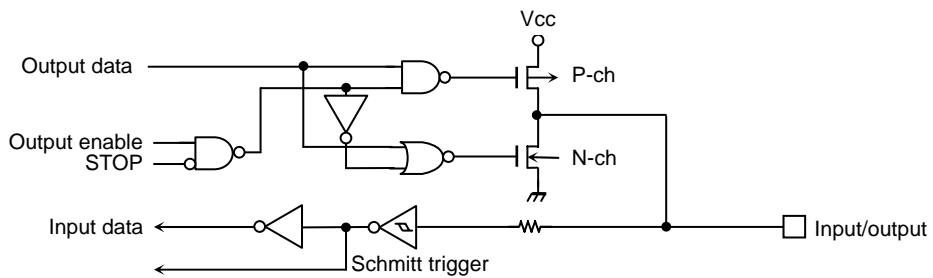 Vcc
Output data
P-ch
Output enable
STOP
N-ch
Input data
Input/output
Schmitt trigger